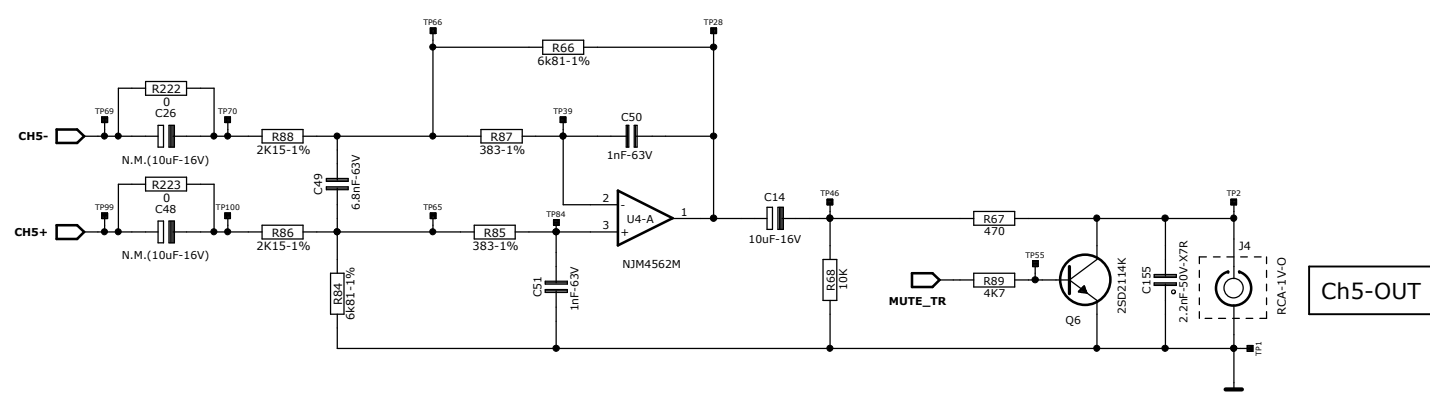 TP66
TP28
R66
6k81-1%
R222
0
C26
TP69
TP70
CH5-
N.M.(10uF-16V)
R88
2K15-1%
R87
383-1%
TP39
C50
1nF-63V
C49
6.8nF-63V
R223
0
C48
TP99
TP100
CH5+
N.M.(10uF-16V)
R86
2K15-1%
TP65
R85
383-1%
TP84
2
-
3
+
U4-A
1
NJM4562M
C14
10uF-16V
TP46
R67
470
TP2
R84
6k81-1%
C51
1nF-63V
R68
10K
MUTE_TR
R89
4K7
TP55
Q6
2SD2114K
C155
2.2nF-50V-X7R
J4
RCA-1V-O
TP1
Ch5-OUT